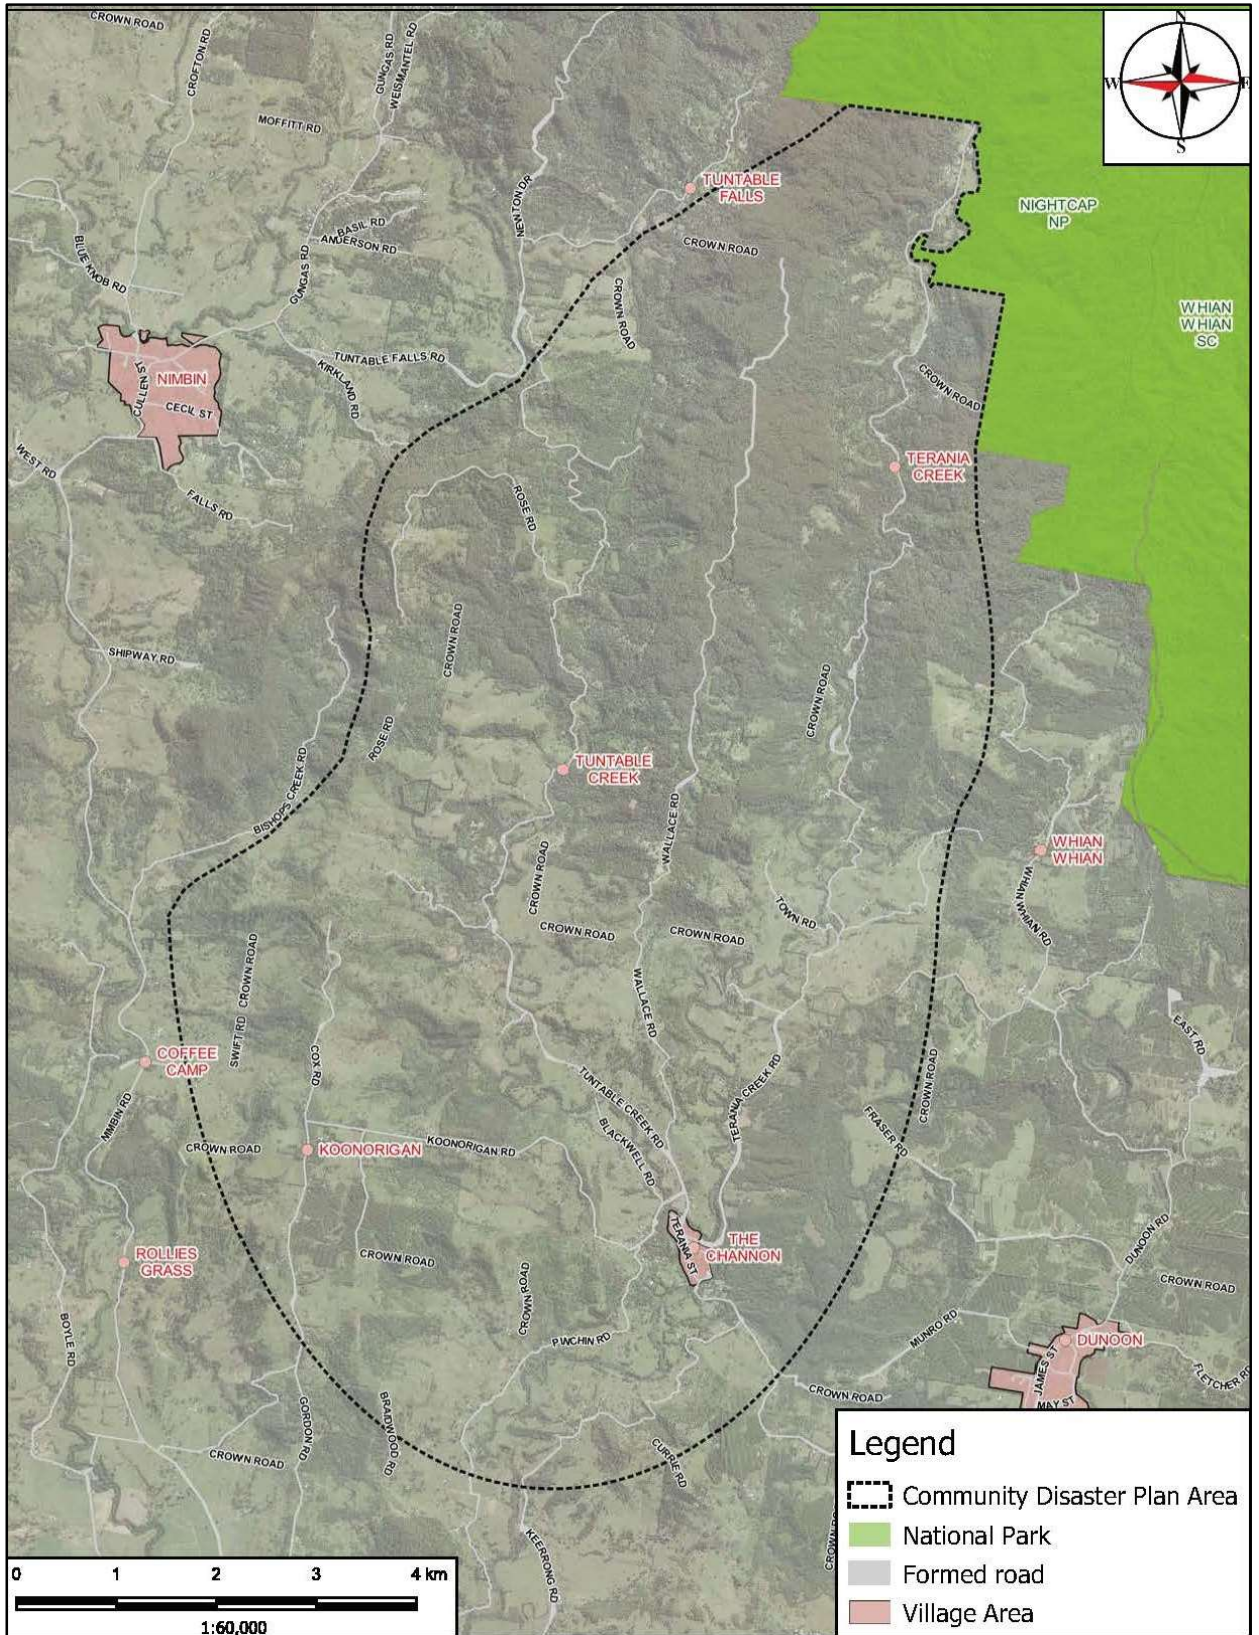 CROWN ROAD
CROFTON RD
GUNGAS RD
WEISMANTEL RD
N
W
E
S
MOFFITT RD
TUNTABLE
FALLS
NEWTON DR
BASIL RD
ANDERSON RD
NIGHTCAP
NP
CROWN ROAD
BLUE KNOB RD
GUNGAS RD
CROWN ROAD
WHIAN
WHIAN
SC
TUNTABLE FALLS RD
KIRKLAND RD
NIMBIN
CULLEN ST
CECIL ST
CROWN ROAD
WEST RD
TERANIA
CREEK
FALLS RD
ROSE RD
CROWN ROAD
SHIPWAY RD
CROWN ROAD
ROSE RD
TUNTABLE
CREEK
BISHOPS CREEK RD
WALLACE RD
WHIAN
WHIAN
CROWN ROAD
WHIAN WHIAN RD
TOWN RD
CROWN ROAD
CROWN ROAD
CROWN ROAD
SWIFT RD
WALLACE RD
EAST RD
COFFEE
CAMP
COX RD
TUNTABLE CREEK RD
TERANIA CREEK RD
CROWN ROAD
NIMBIN RD
BLACKWELL RD
FRASER RD
CROWN ROAD
KOONORIGAN
KOONORIGAN RD
TERANIA ST
THE
CHANNON
DUNOON RD
ROLLIES
GRASS
CROWN ROAD
CROWN ROAD
CROWN ROAD
BOYLE RD
PINCHIN RD
MUNRO RD
DUNOON
JAMES ST
FLETCHER RD
MAY ST
CROWN ROAD
GORDON RD
BRAIDWOOD RD
CROWN ROAD
CURRIE RD
KEERRONG RD
CROWN RO
Legend
Community Disaster Plan Area
National Park
Formed road
Village Area
0 1 2 3 4 km
1:60,000